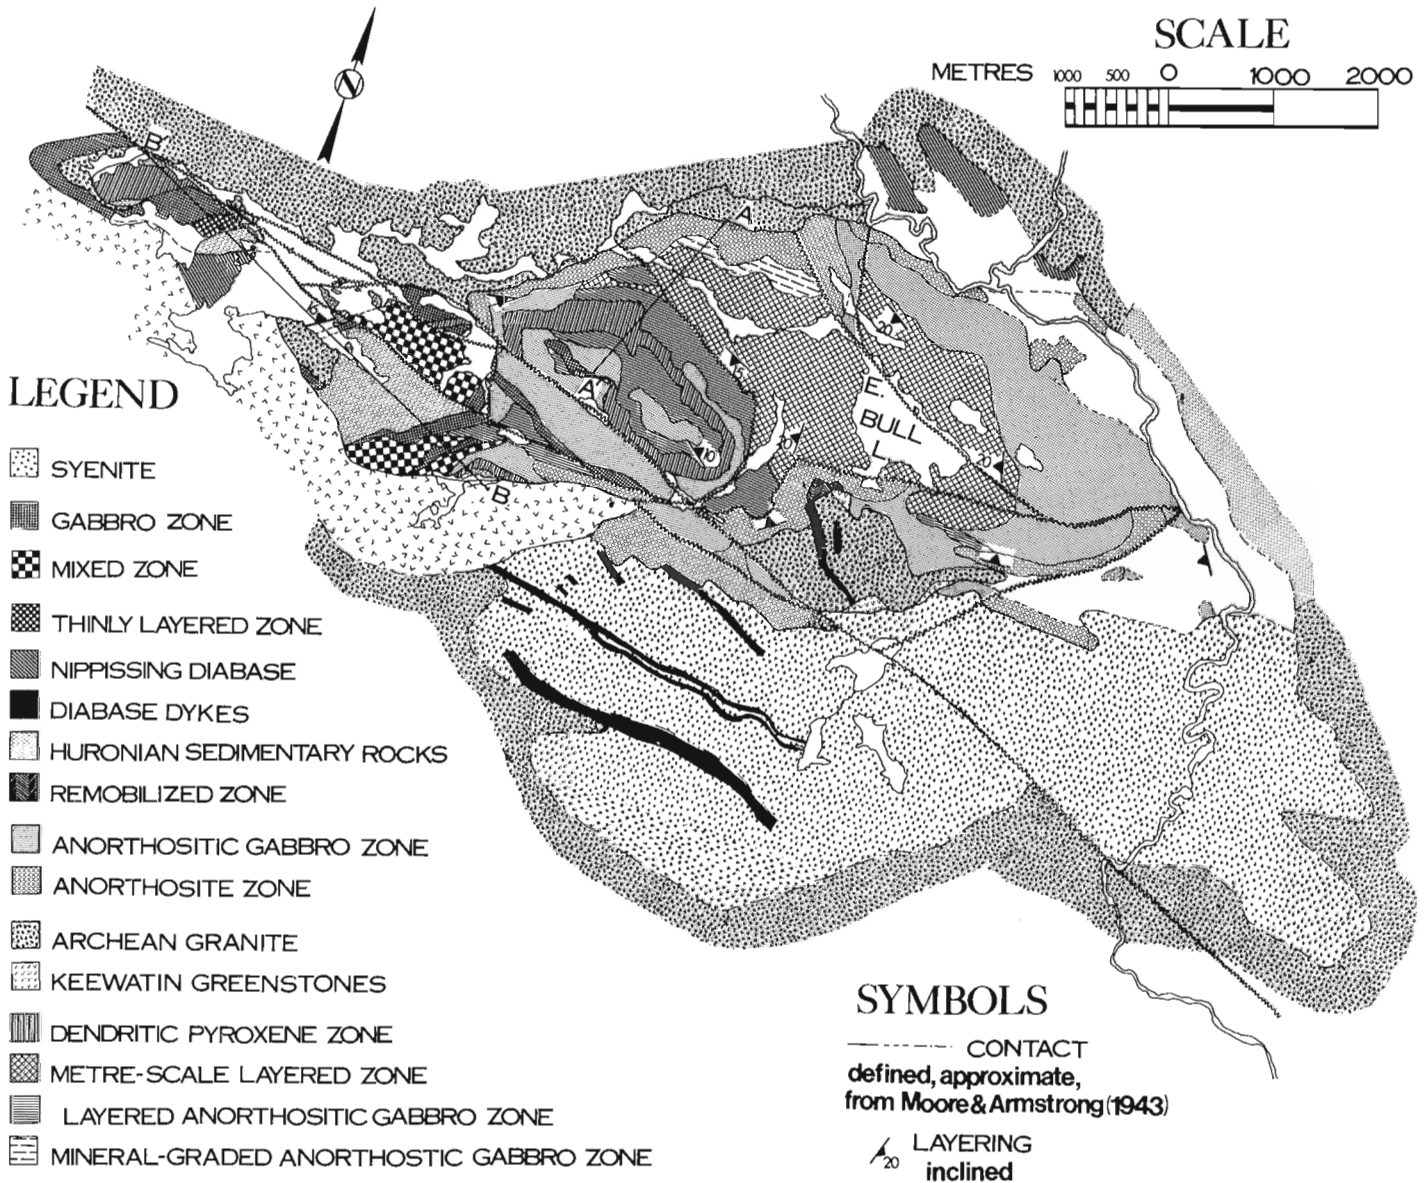 SCALE
METRES 1000 500 0 1000 2000
N
B'
A
E.
BULL
L.
A'
20
20
20
10
B
LEGEND
SYENITE
GABBRO ZONE
MIXED ZONE
THINLY LAYERED ZONE
NIPPISSING DIABASE
DIABASE DYKES
HURONIAN SEDIMENTARY ROCKS
REMOBILIZED ZONE
ANORTHOSITIC GABBRO ZONE
ANORTHOSITE ZONE
ARCHEAN GRANITE
KEEWATIN GREENSTONES
DENDRITIC PYROXENE ZONE
METRE-SCALE LAYERED ZONE
LAYERED ANORTHOSITIC GABBRO ZONE
MINERAL-GRADED ANORTHOSTIC GABBRO ZONE
SYMBOLS
CONTACT
defined, approximate,
from Moore & Armstrong (1943)
LAYERING
20
inclined